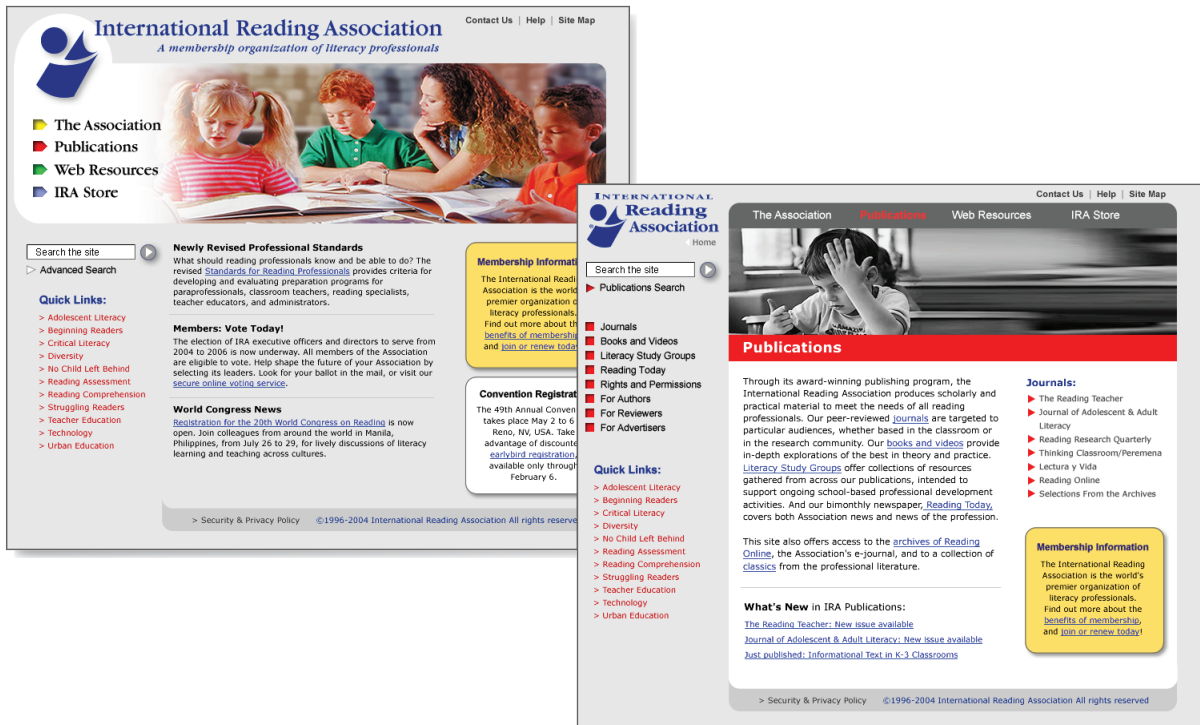 International Reading Association
A membership organization of literacy professionals
Contact Us | Help | Site Map
The Association
Publications
Web Resources
IRA Store
Search the site
Advanced Search
Quick Links:
> Adolescent Literacy
> Beginning Readers
> Critical Literacy
> Diversity
> No Child Left Behind
> Reading Assessment
> Reading Comprehension
> Struggling Readers
> Teacher Education
> Technology
> Urban Education
Newly Revised Professional Standards
What should reading professionals know and be able to do? The
revised Standards for Reading Professionals provides criteria for
developing and evaluating preparation programs for
paraprofessionals, classroom teachers, reading specialists,
teacher educators, and administrators.
Members: Vote Today!
The election of IRA executive officers and directors to serve from
2004 to 2006 is now underway. All members of the Association
are eligible to vote. Help shape the future of your Association by
selecting its leaders. Look for your ballot in the mail, or visit our
secure online voting service.
World Congress News
Registration for the 20th World Congress on Reading is now
open. Join colleagues from around the world in Manila,
Philippines, from July 26 to 29, for lively discussions of literacy
learning and teaching across cultures.
Membership Informati
The International Readi
Association is the world
premier organization o
literacy professionals.
Find out more about th
benefits of membership
and join or renew today
Convention Registrat
The 49th Annual Conven
takes place May 2 to 6
Reno, NV, USA. Take
advantage of discounte
earlybird registration,
available only through
February 6.
> Security & Privacy Policy ©1996-2004 International Reading Association All rights reserve
International
Reading
Association
Home
Contact Us | Help | Site Map
The Association Publications Web Resources IRA Store
Search the site
Publications Search
Journals
Books and Videos
Literacy Study Groups
Reading Today
Rights and Permissions
For Authors
For Reviewers
For Advertisers
Quick Links:
> Adolescent Literacy
> Beginning Readers
> Critical Literacy
> Diversity
> No Child Left Behind
> Reading Assessment
> Reading Comprehension
> Struggling Readers
> Teacher Education
> Technology
> Urban Education
AMAZING
Publications
Through its award-winning publishing program, the
International Reading Association produces scholarly and
practical material to meet the needs of all reading
professionals. Our peer-reviewed journals are targeted to
particular audiences, whether based in the classroom or
in the research community. Our books and videos provide
in-depth explorations of the best in theory and practice.
Literacy Study Groups offer collections of resources
gathered from across our publications, intended to
support ongoing school-based professional development
activities. And our bimonthly newspaper, Reading Today,
covers both Association news and news of the profession.
This site also offers access to the archives of Reading
Online, the Association's e-journal, and to a collection of
classics from the professional literature.
What's New in IRA Publications:
The Reading Teacher: New issue available
Journal of Adolescent & Adult Literacy: New issue available
Just published: Informational Text in K-3 Classrooms
Journals:
The Reading Teacher
Journal of Adolescent & Adult
Literacy
Reading Research Quarterly
Thinking Classroom/Peremena
Lectura y Vida
Reading Online
Selections From the Archives
Membership Information
The International Reading
Association is the world's
premier organization of
literacy professionals.
Find out more about the
benefits of membership,
and join or renew today!
> Security & Privacy Policy ©1996-2004 International Reading Association All rights reserved